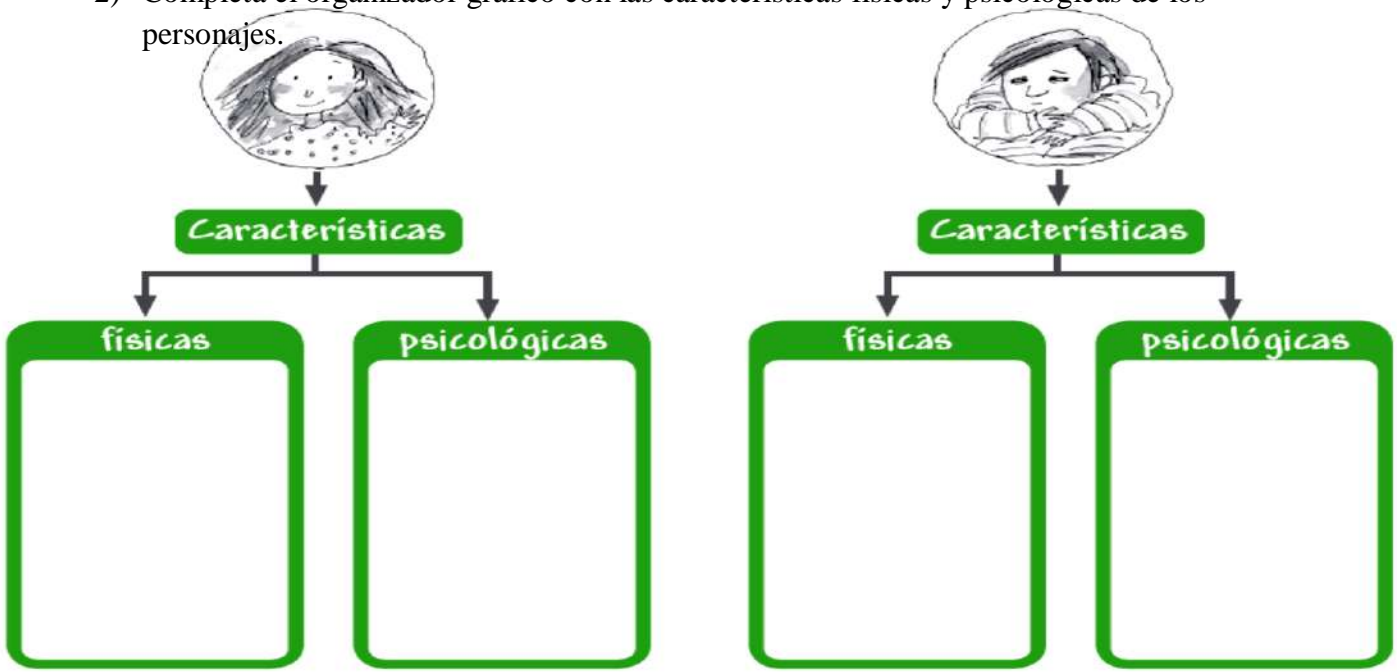 2) Completa el organizador gráfico con las características físicas y psicológicas de los
personajes.
Características
Características
físicas
psicológicas
físicas
psicológicas